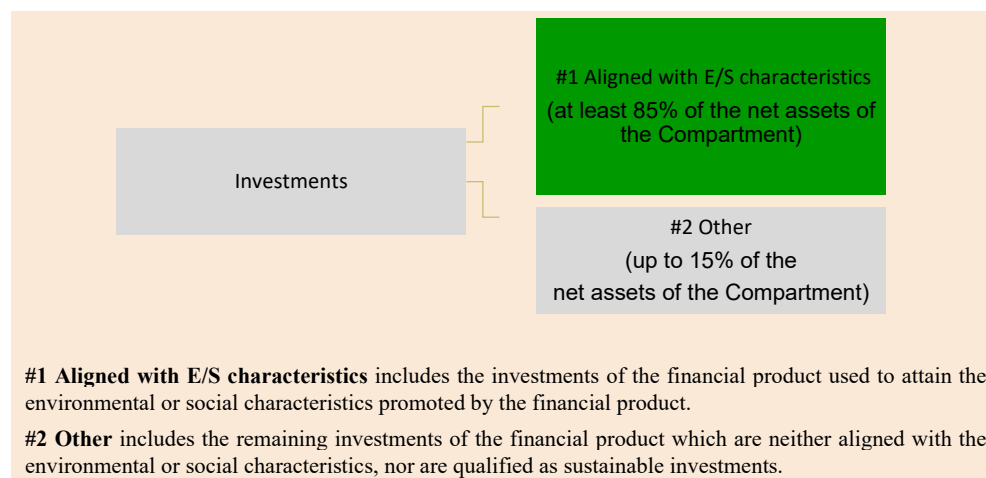 #1 Aligned with E/S characteristics
(at least 85% of the net assets of
the Compartment)
Investments
#2 Other
(up to 15% of the
net assets of the Compartment)
#1 Aligned with E/S characteristics includes the investments of the financial product used to attain the
environmental or social characteristics promoted by the financial product.
#2 Other includes the remaining investments of the financial product which are neither aligned with the
environmental or social characteristics, nor are qualified as sustainable investments.